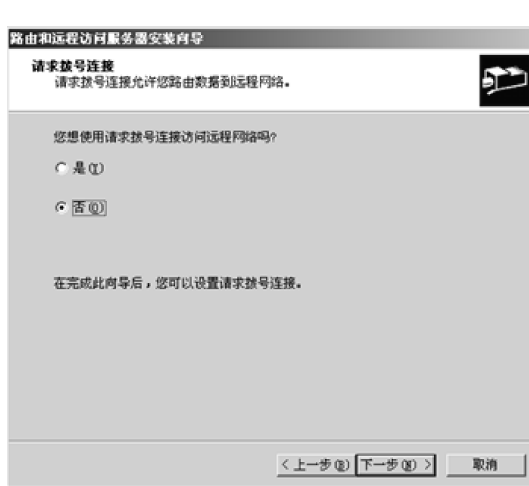 路由和远程访问服务器安装向导
请求拨号连接
请求拨号连接允许您路由数据到远程网络。
您想使用请求拨号连接访问远程网络吗?
是(Y)
否(O)
在完成此向导后，您可以设置请求拨号连接。
< 上一步(B) 下一步(N) > 取消